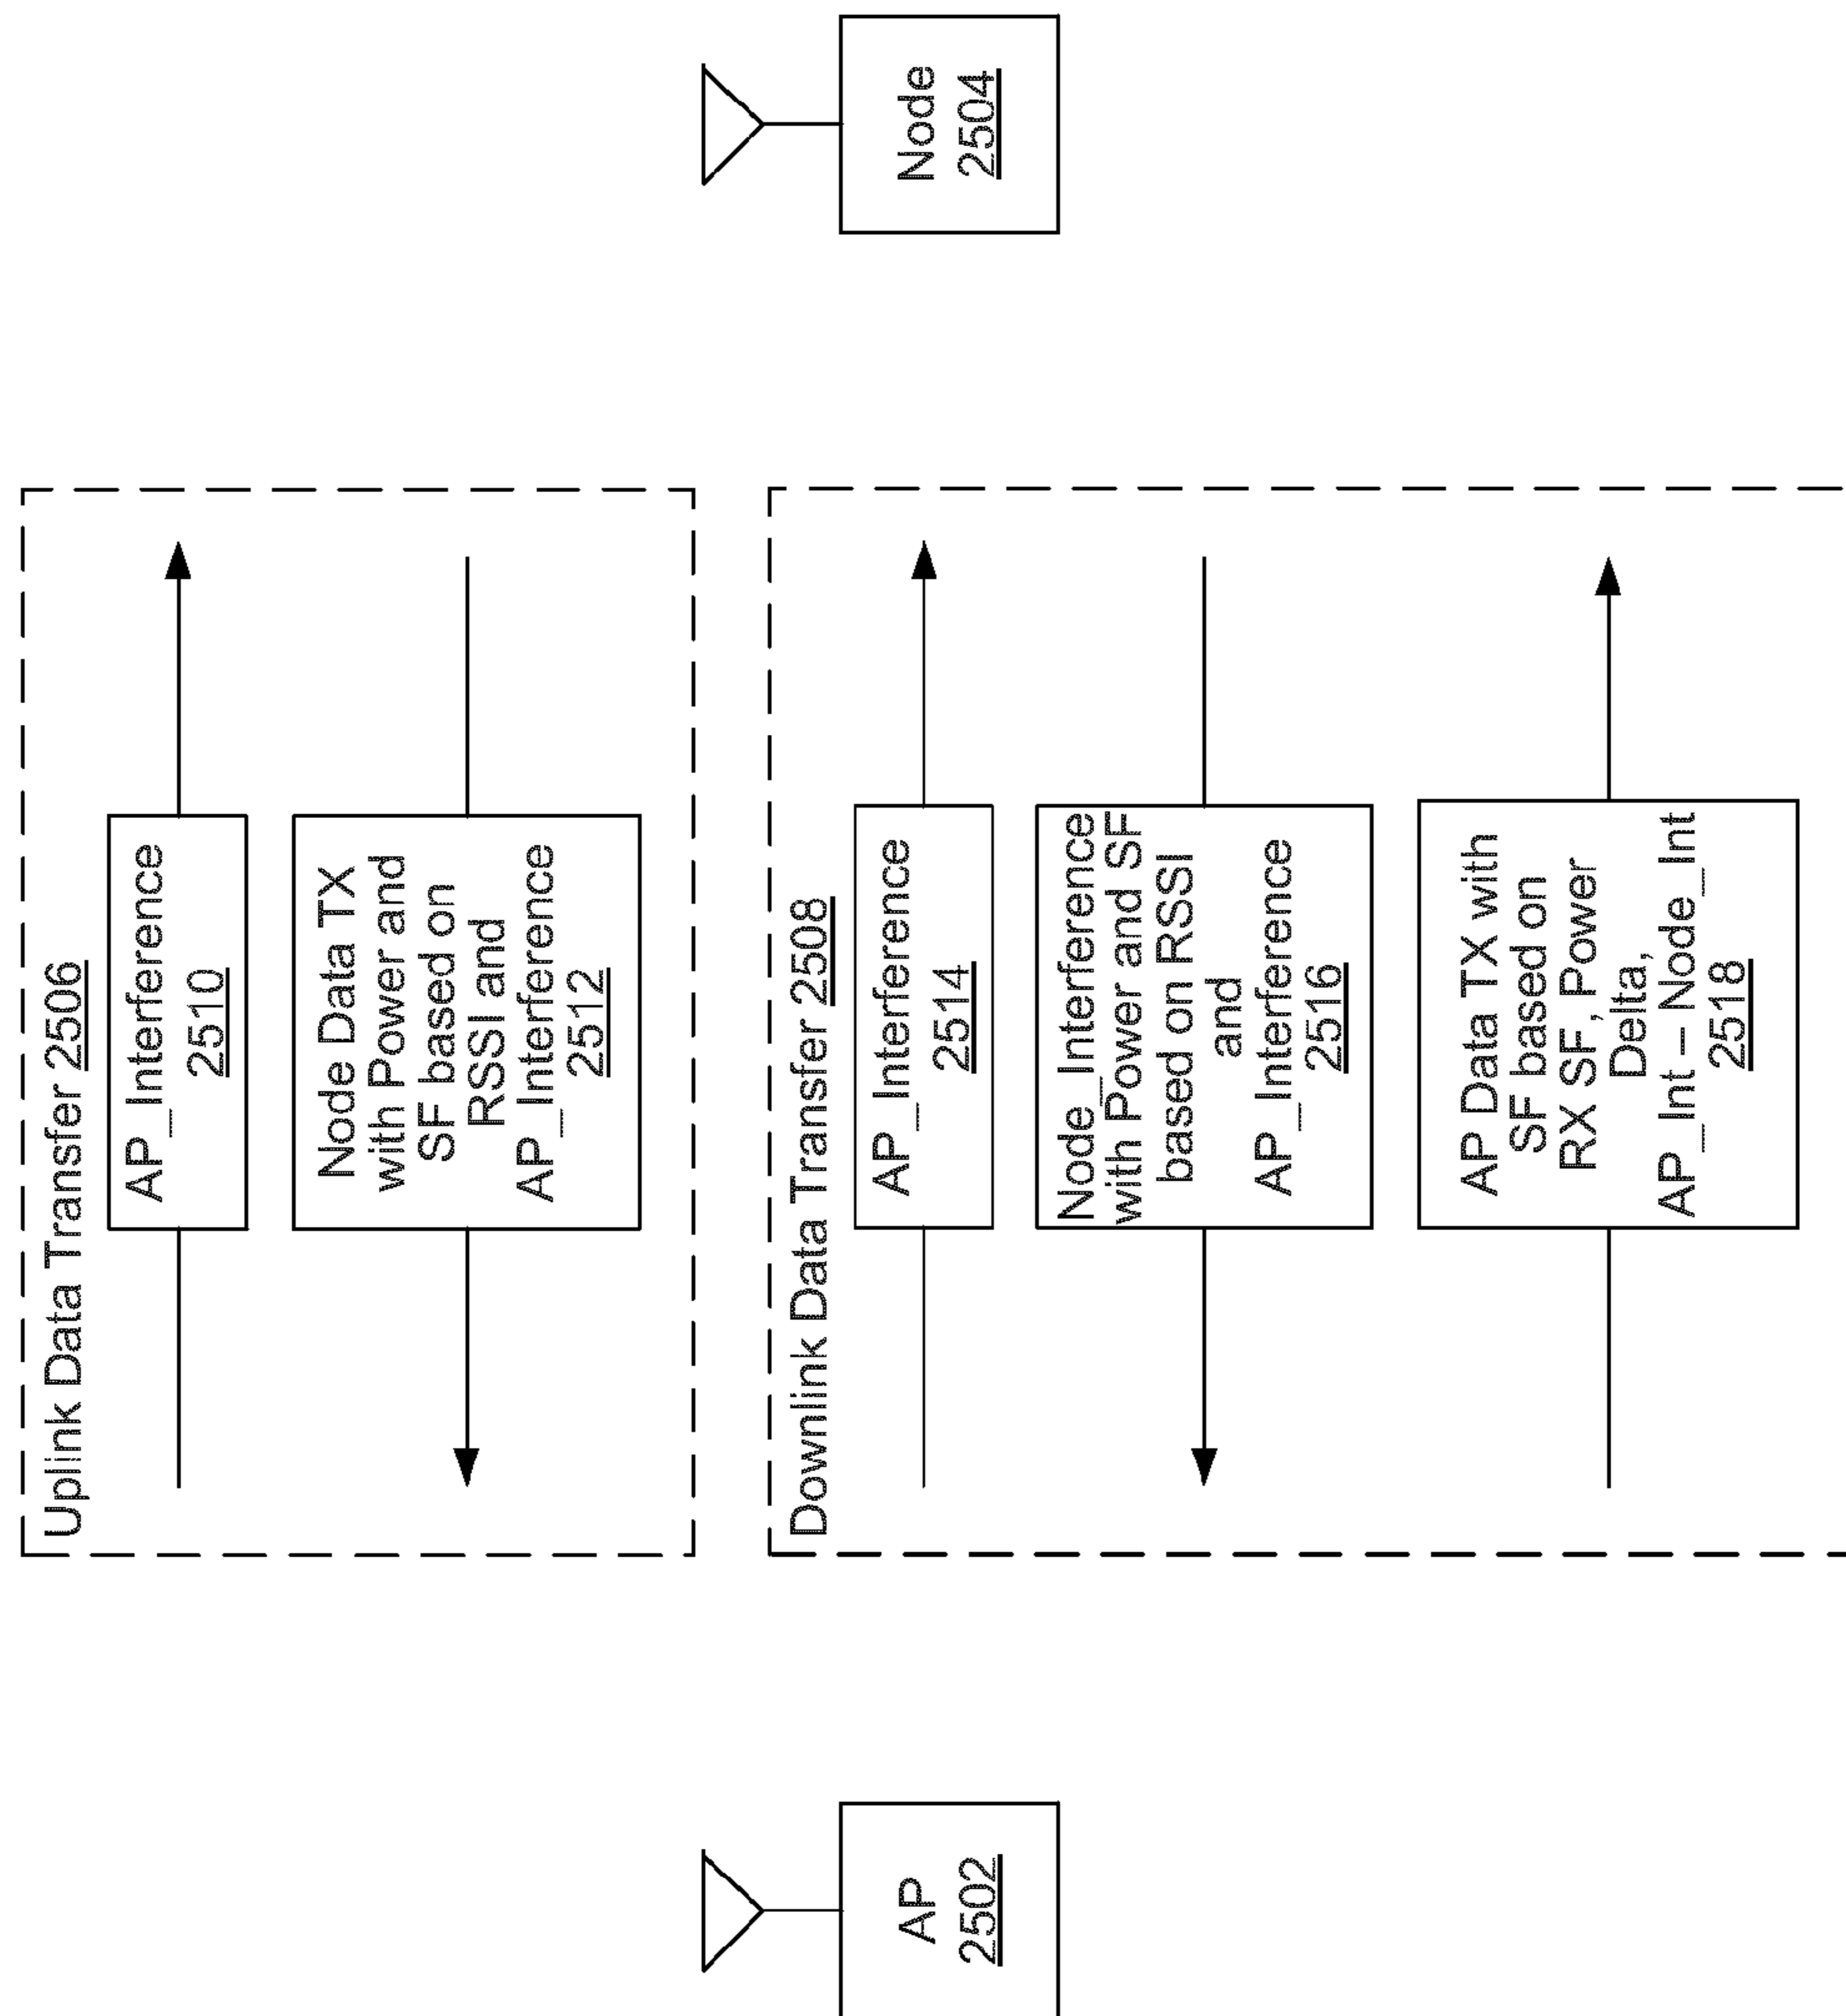 Uplink Data Transfer 2506
AP_Interference
2510
Node Data TX
with Power and
SF based on
RSSI and
AP_Interference
2512
AP
2502
Node
2504
Downlink Data Transfer 2508
AP_Interference
2514
Node_Interference
with Power and SF
based on RSSI
and
AP_Interference
2516
AP Data TX with
SF based on
RX SF, Power
Delta,
AP_Int – Node_Int
2518